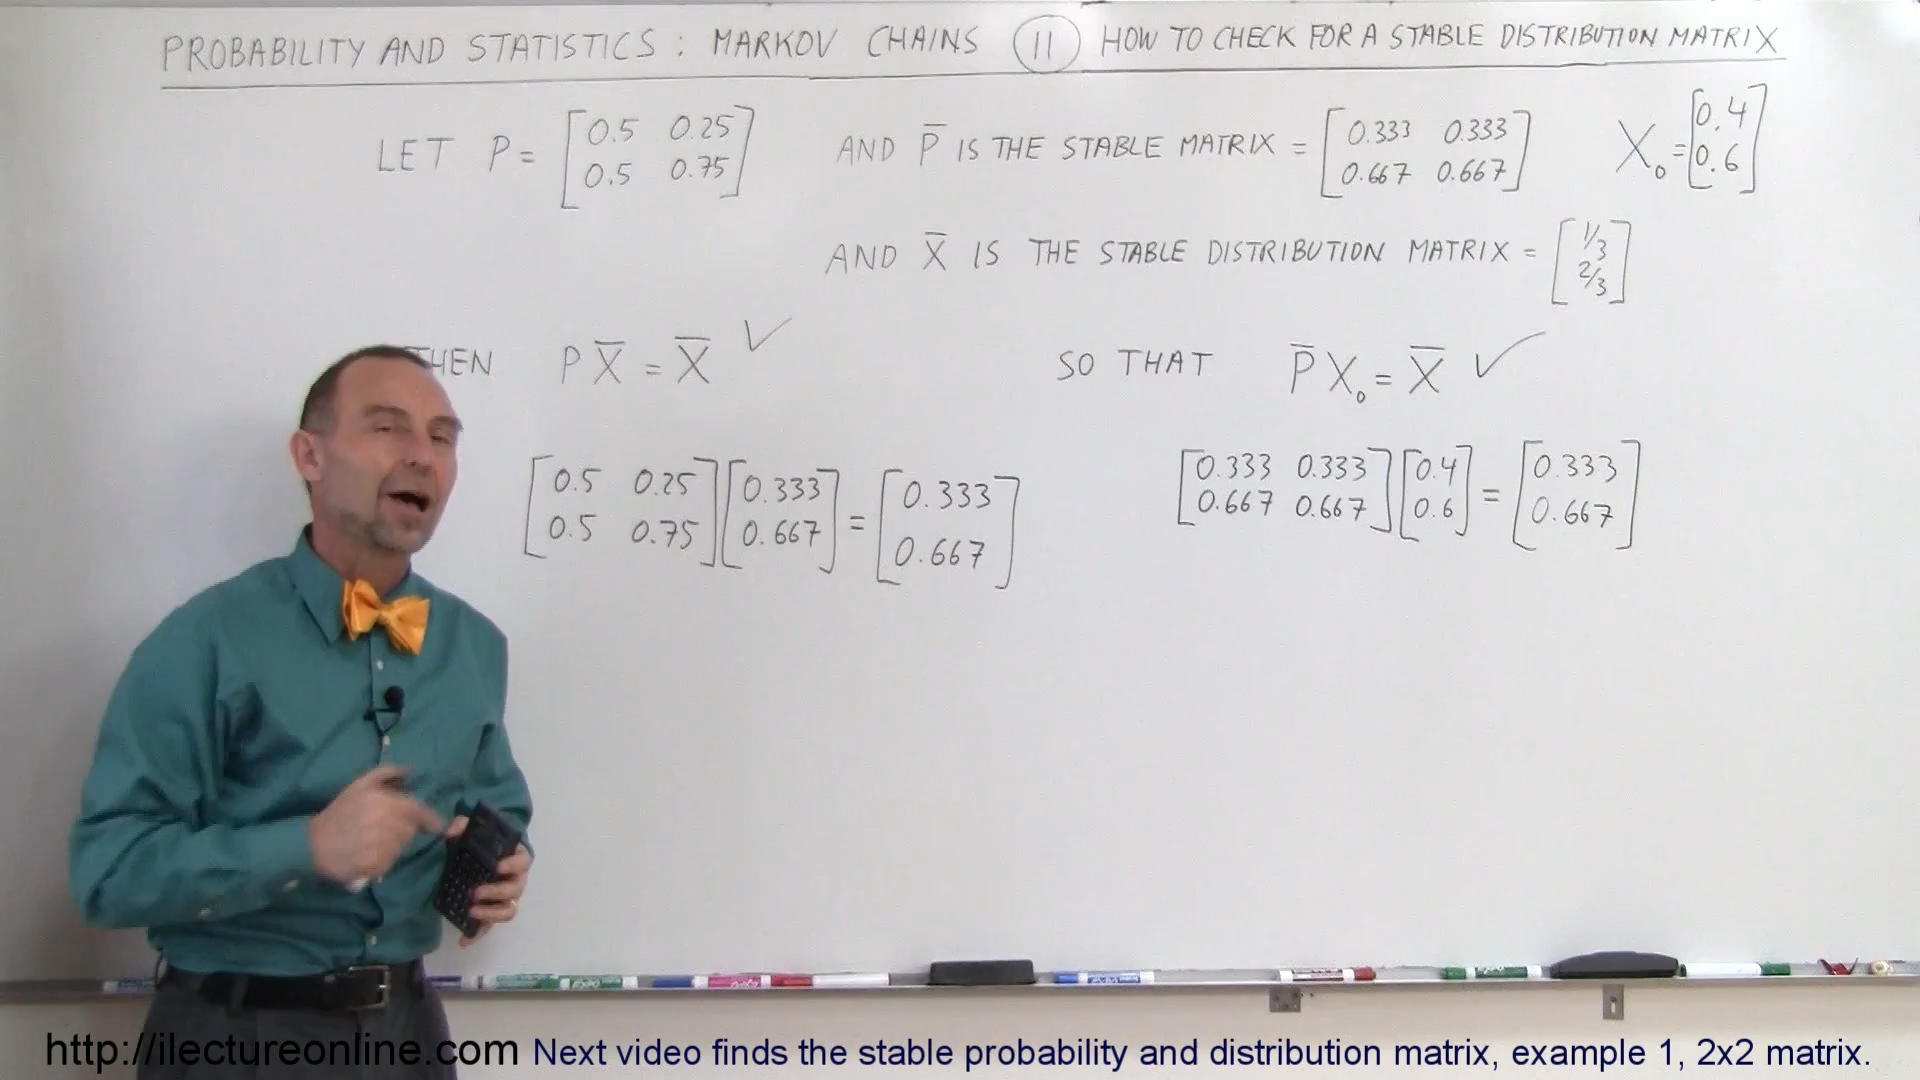 PROBABILITY AND STATISTICS : MARKOV CHAINS 11 HOW TO CHECK FOR A STABLE DISTRIBUTION MATRIX
LET P = [0.5 0.25
0.5 0.75]
AND P̅ IS THE STABLE MATRIX = [0.333 0.333
0.667 0.667]
X₀ = [0.4
0.6]
AND X̅ IS THE STABLE DISTRIBUTION MATRIX = [1/3
2/3]
THEN P X̅ = X̅ ✓
SO THAT P̅ X₀ = X̅ ✓
[0.5 0.25] [0.333] = [0.333]
[0.5 0.75] [0.667] [0.667]
[0.333 0.333] [0.4] = [0.333]
[0.667 0.667] [0.6] [0.667]
http://ilectureonline.com Next video finds the stable probability and distribution matrix, example 1, 2x2 matrix.